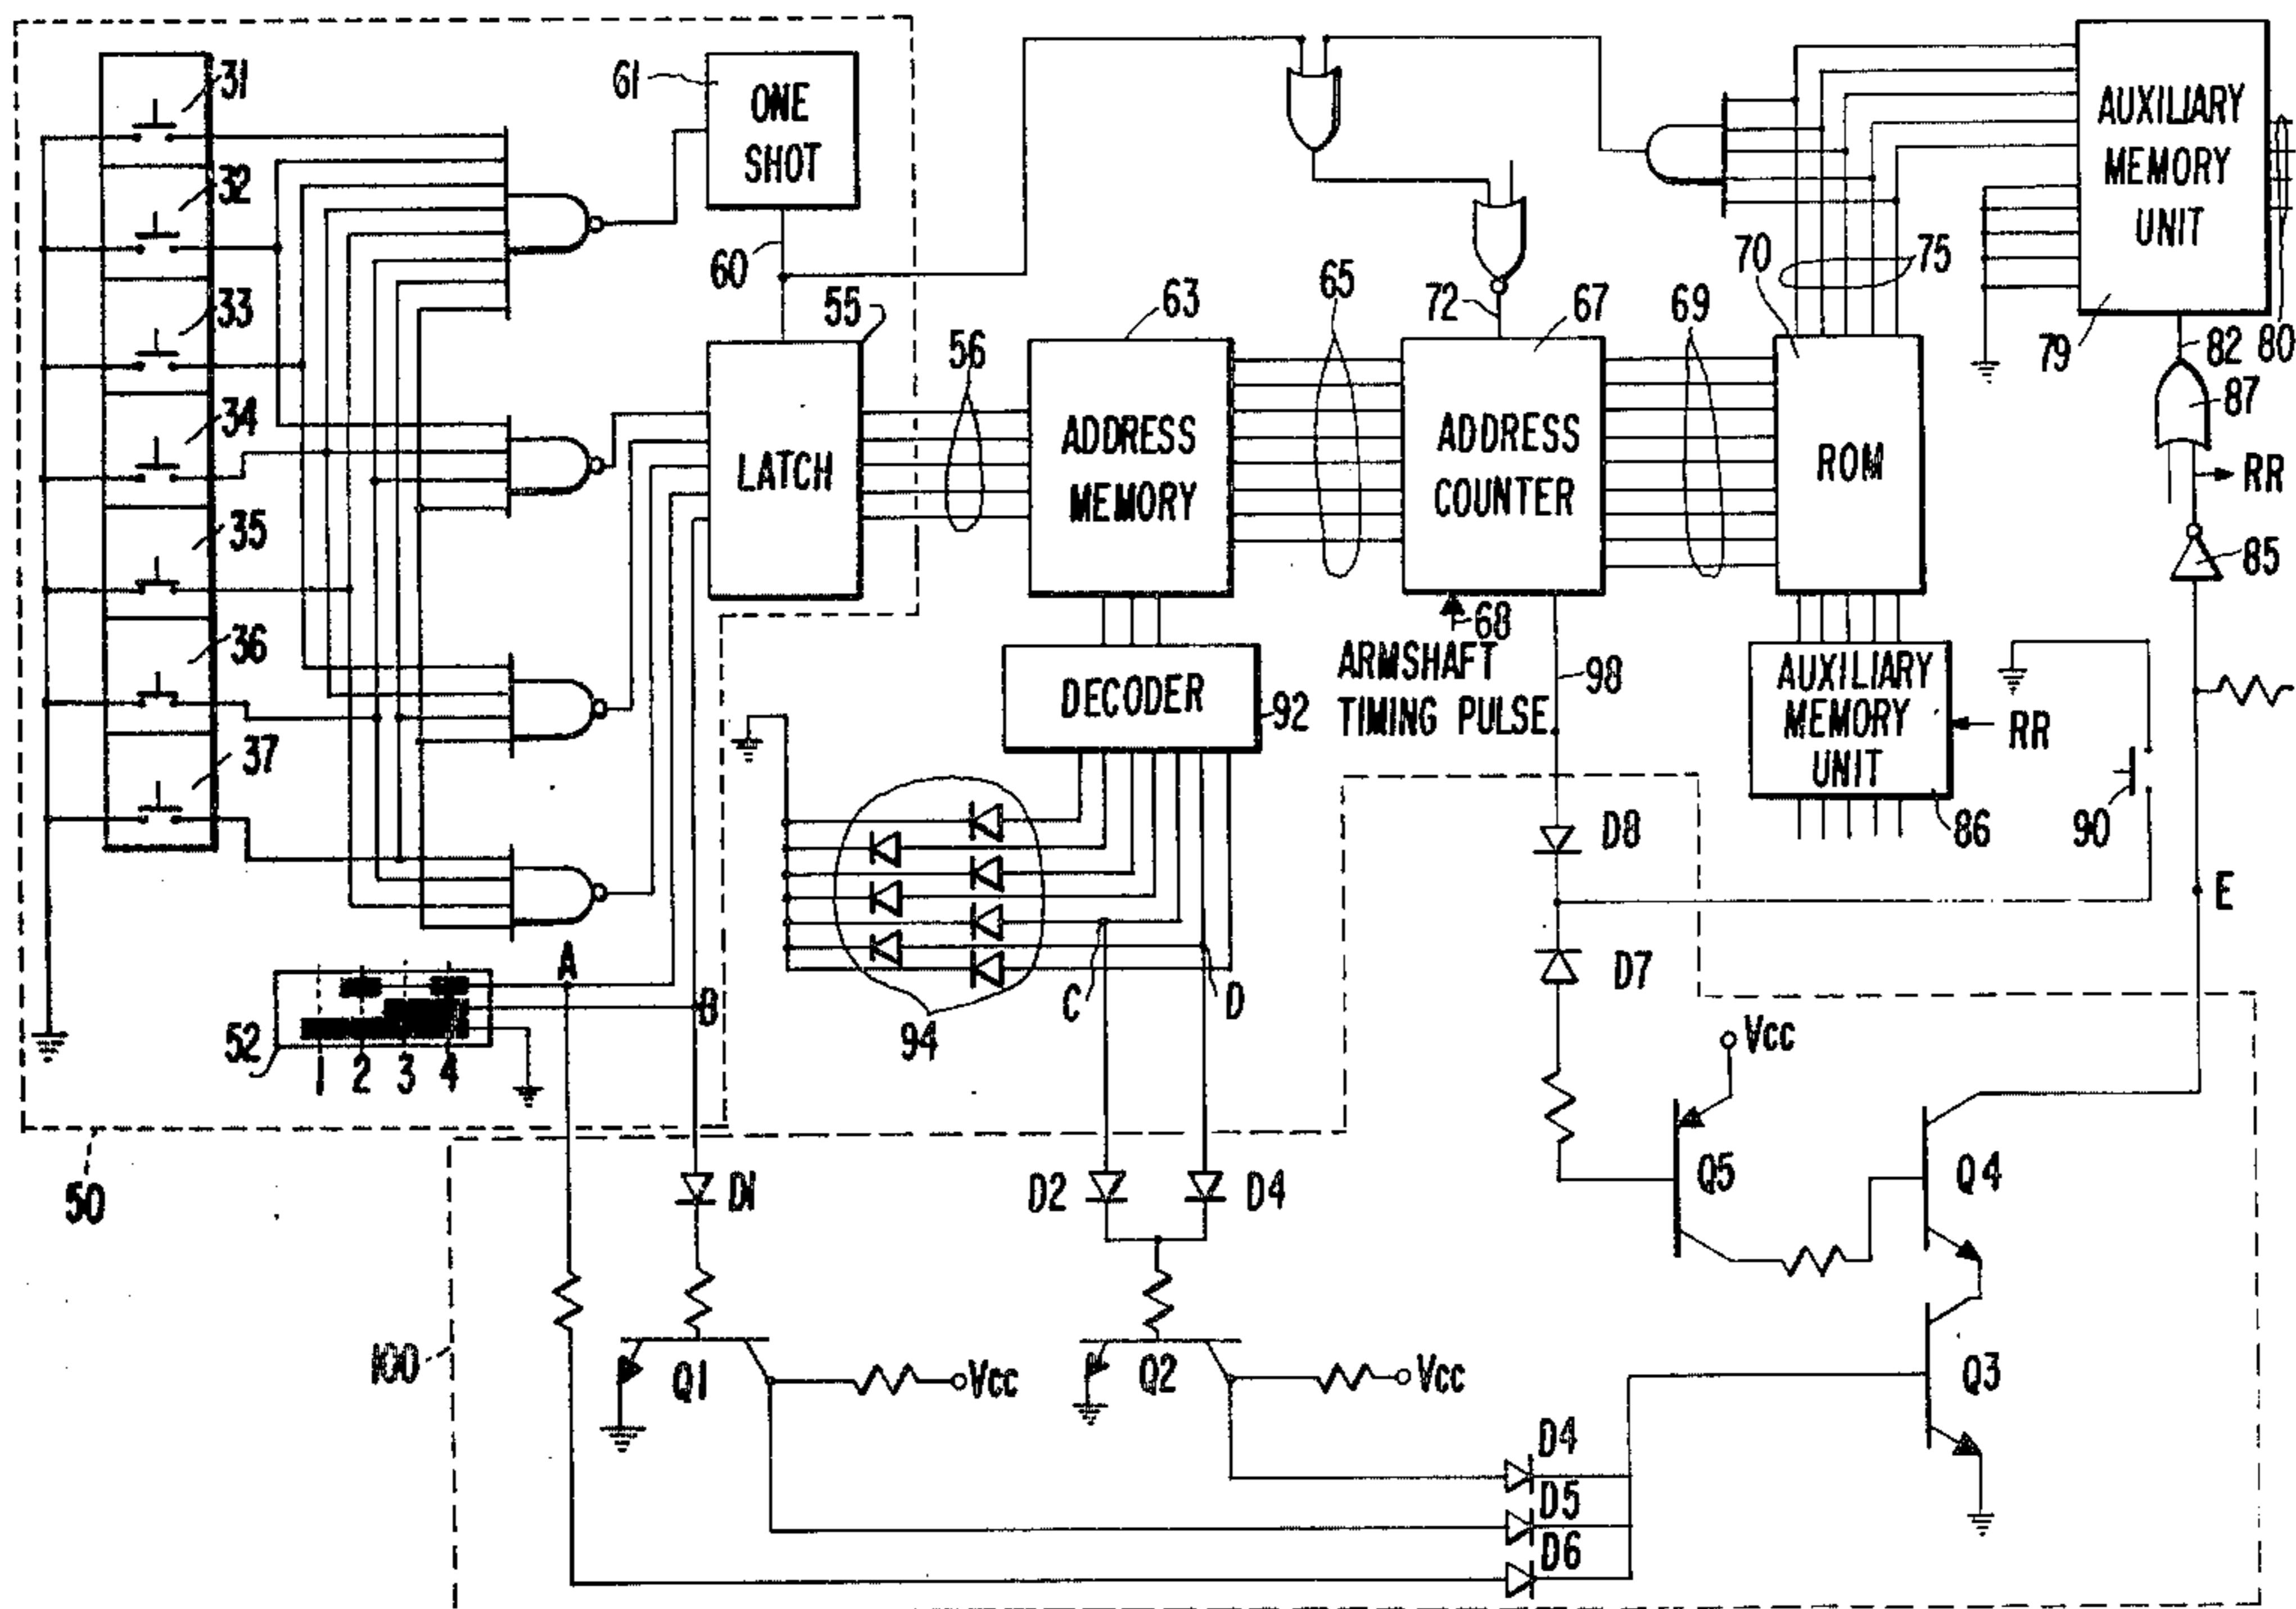 31
32
33
34
35
36
37
61
ONE
SHOT
60
55
LATCH
56
63
ADDRESS
MEMORY
65
72
67
ADDRESS
COUNTER
69
70
ROM
75
AUXILIARY
MEMORY
UNIT
79
82
80
87
RR
85
68
ARMSHAFT
TIMING PULSE
98
AUXILIARY
MEMORY
UNIT
RR
86
90
E
DECODER
92
94
C
D
A
B
52
1
2
3
4
50
D8
D7
Vcc
Q5
Q4
D1
D2
D4
100
Q1
Vcc
Q2
Vcc
Q3
D4
D5
D6